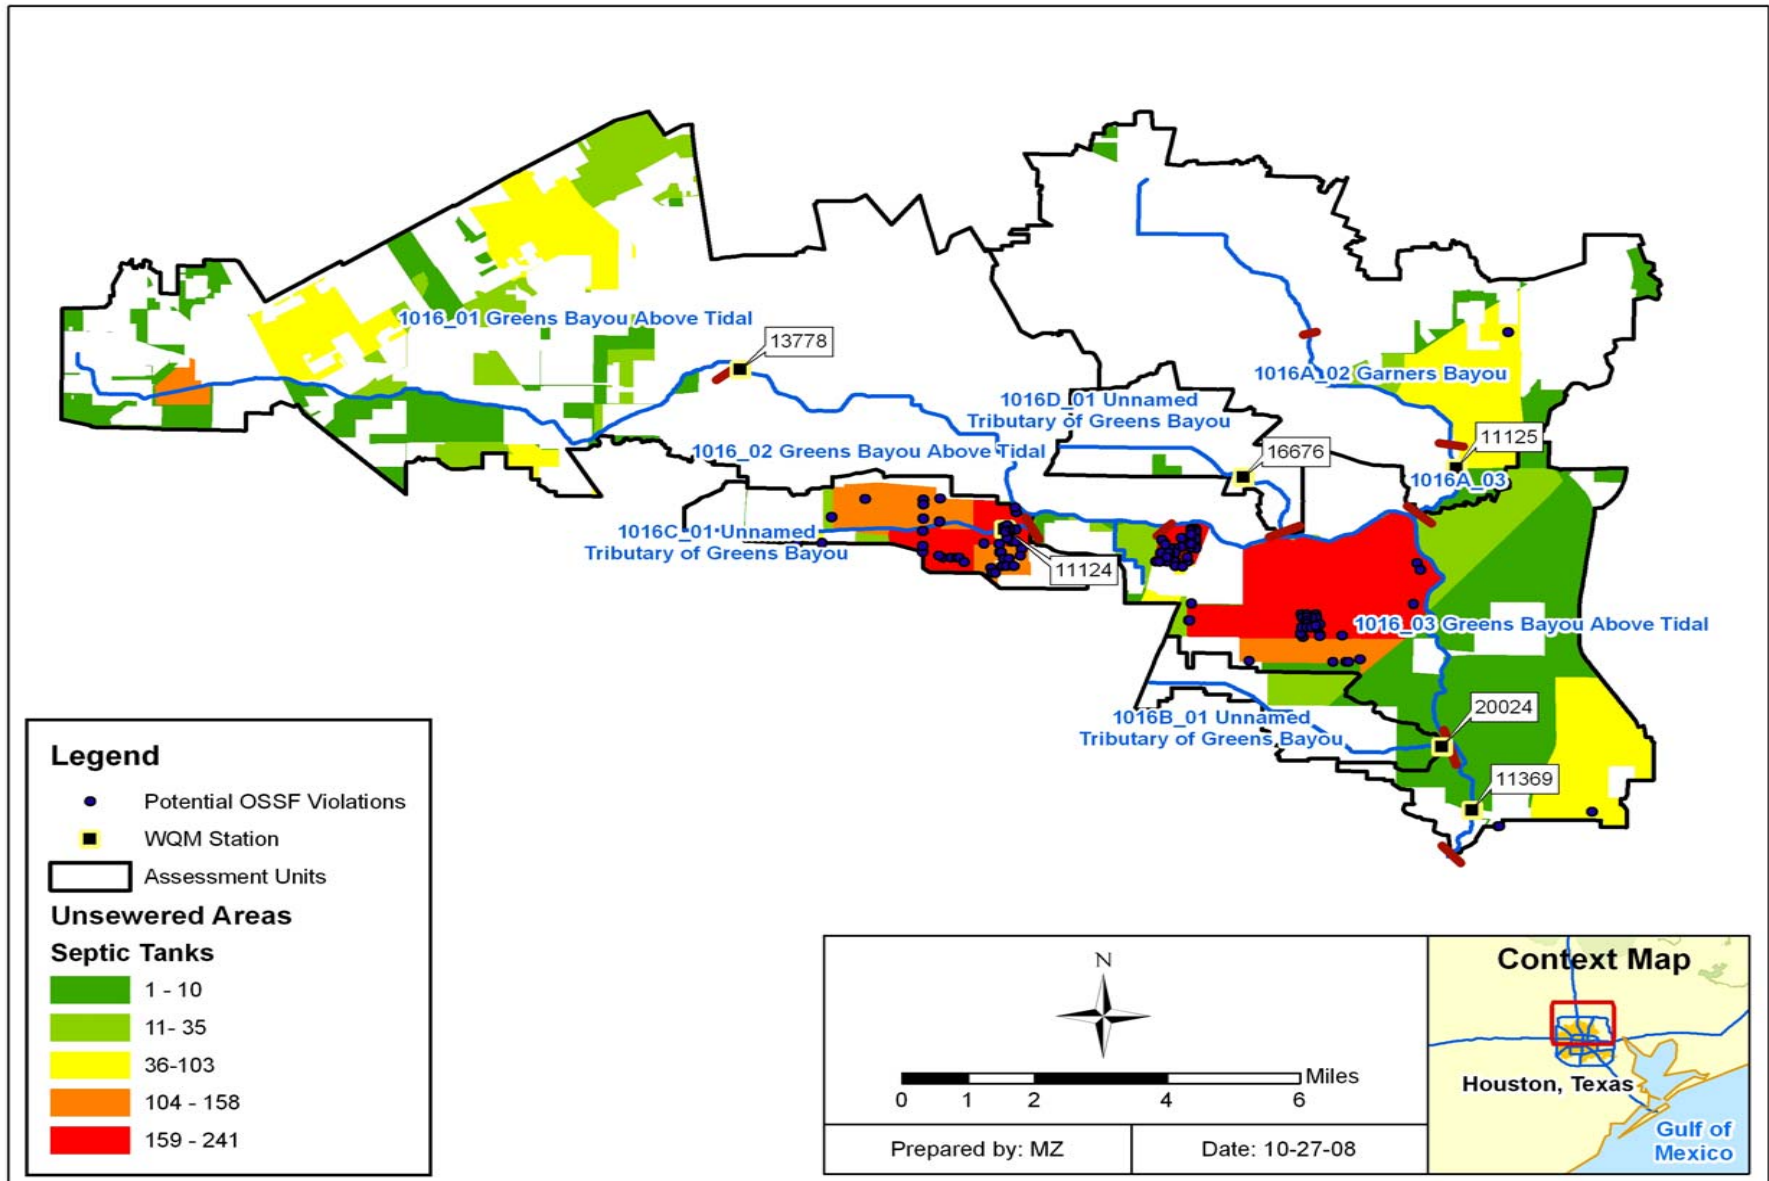 1016_01 Greens Bayou Above Tidal
13778
1016A_02 Garners Bayou
1016D_01 Unnamed
Tributary of Greens Bayou
11125
1016_02 Greens Bayou Above Tidal
16676
1016A_03
1016C_01 Unnamed
Tributary of Greens Bayou
11124
1016_03 Greens Bayou Above Tidal
20024
1016B_01 Unnamed
Tributary of Greens Bayou
11369
Legend
Potential OSSF Violations
WQM Station
Assessment Units
Unsewered Areas
Septic Tanks
1 - 10
11- 35
36-103
104 - 158
159 - 241
N
Miles
0 1 2 4 6
Prepared by: MZ
Date: 10-27-08
Context Map
Houston, Texas
Gulf of
Mexico